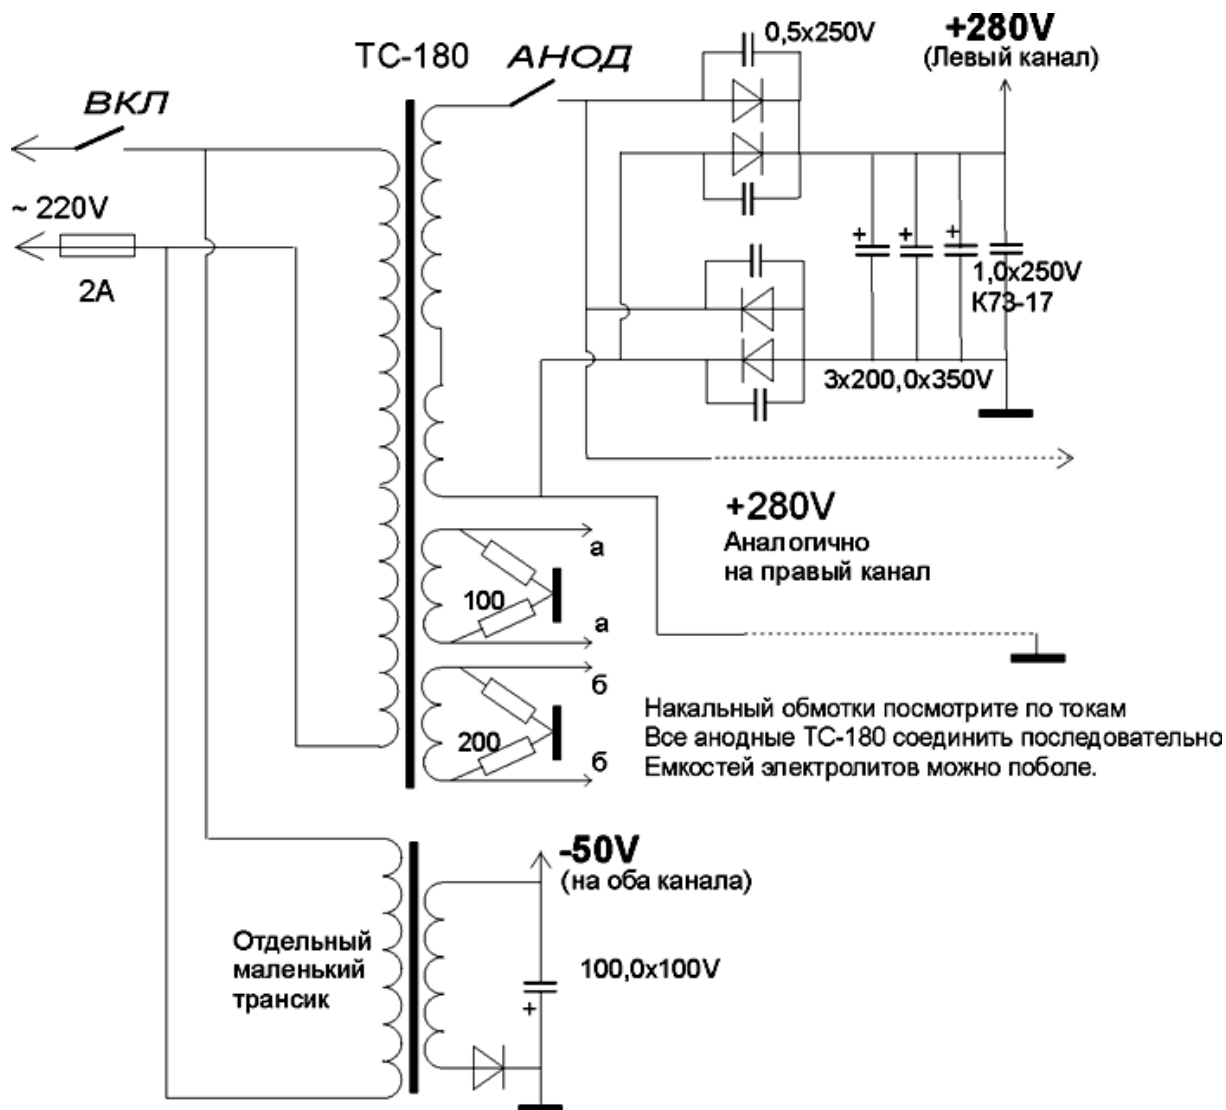 0,5x250V
+280V
(Левый канал)
ТС-180
АНОД
ВКЛ
~ 220V
2А
+ + +
1,0x250V
К73-17
3x200,0x350V
+280V
Аналогично
на правый канал
а
100
а
б
200
б
Накальный обмотки посмотрите по токам
Все анодные ТС-180 соединить последовательно
Емкостей электролитов можно поболе.
-50V
(на оба канала)
Отдельный
маленький
трансик
100,0x100V
+